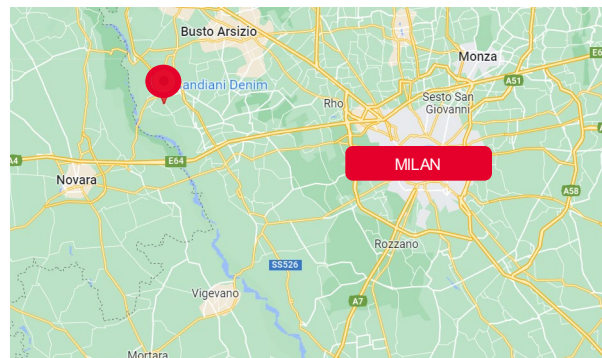 Busto Arsizio
Monza
E6
A51
andiani Denim
Sesto San
Giovanni
Rho
MILAN
A4
E64
Novara
A58
Rozzano
SS526
Vigevano
A7
Mortara